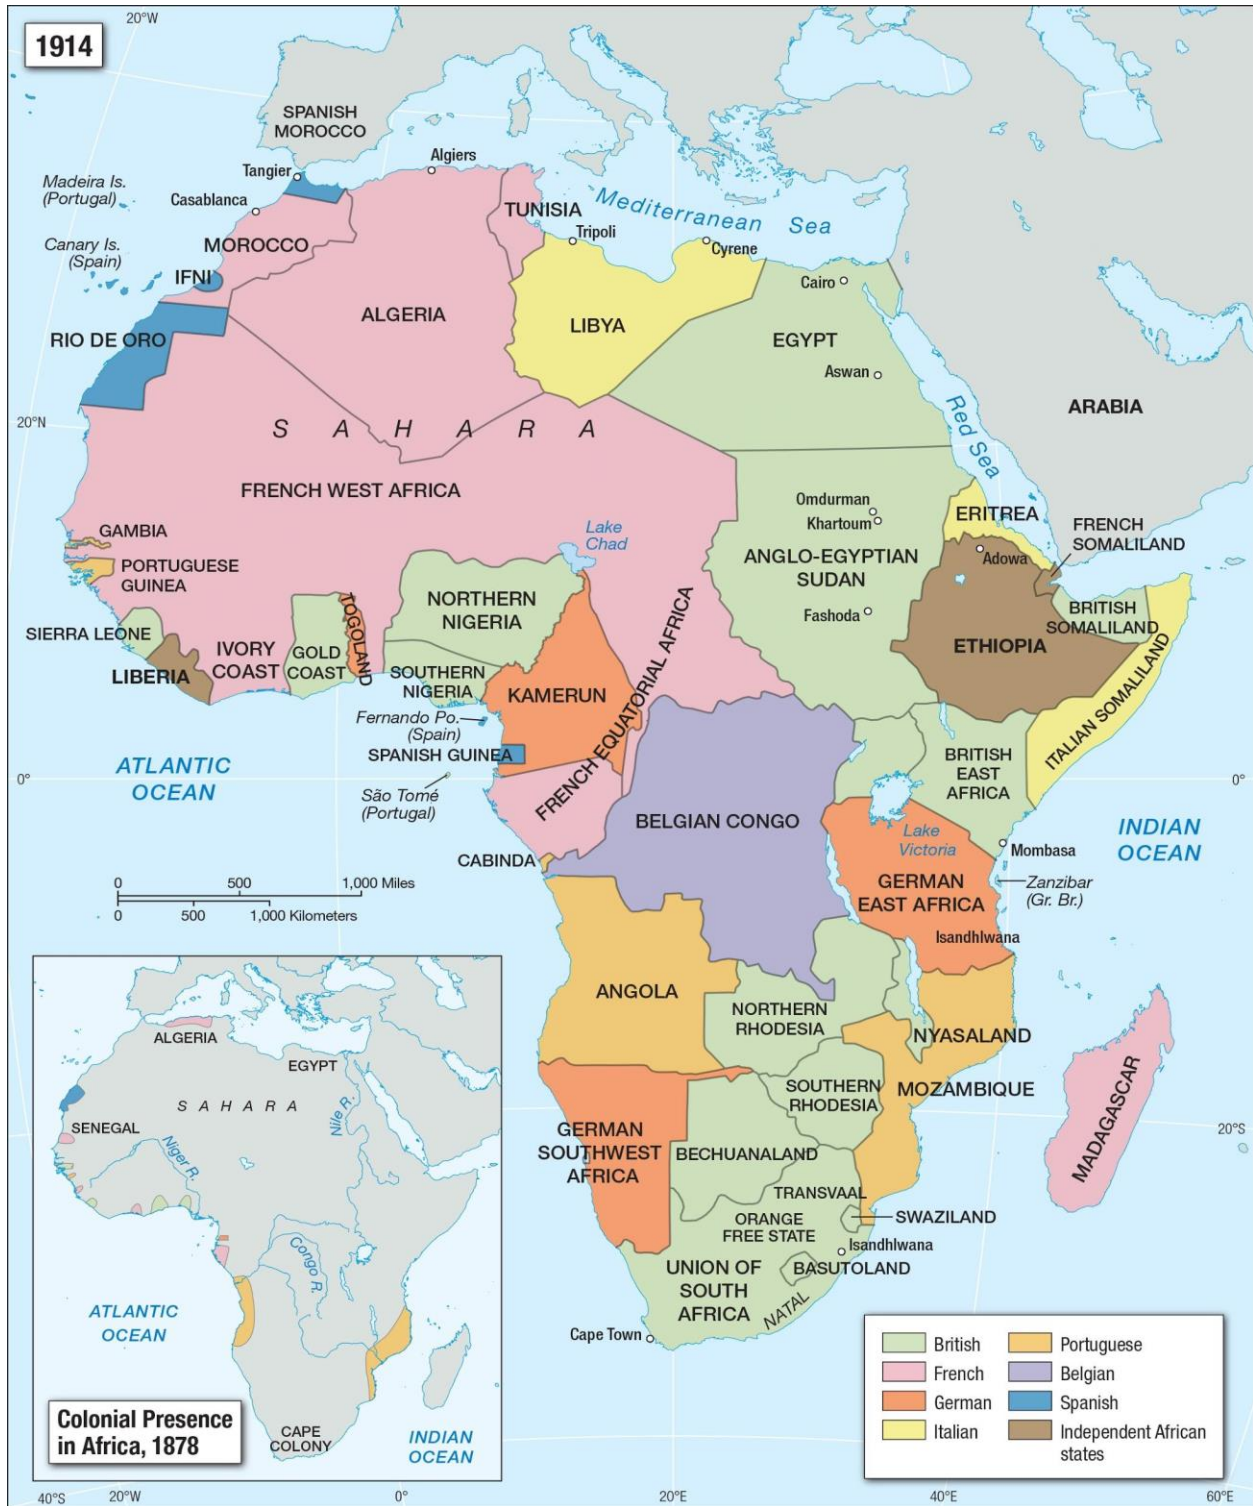 1914
20°W
SPANISH
MOROCCO
Algiers
Tangier
Madeira Is.
(Portugal)
Casablanca
TUNISIA
Mediterranean Sea
Tripoli
Cyrene
Canary Is.
(Spain)
MOROCCO
IFNI
Cairo
ALGERIA
LIBYA
EGYPT
RIO DE ORO
Aswan
ARABIA
Red Sea
20°N
SAHARA
FRENCH WEST AFRICA
Omdurman
Khartoum
ERITREA
FRENCH
SOMALILAND
GAMBIA
Lake
Chad
ANGLO-EGYPTIAN
SUDAN
Adowa
PORTUGUESE
GUINEA
NORTHERN
NIGERIA
TOGOLAND
Fashoda
BRITISH
SOMALILAND
SIERRA LEONE
IVORY
COAST
GOLD
COAST
ETHIOPIA
LIBERIA
SOUTHERN
NIGERIA
KAMERUN
FRENCH EQUATORIAL AFRICA
ITALIAN SOMALILAND
Fernando Po.
(Spain)
SPANISH GUINEA
BRITISH
EAST
AFRICA
ATLANTIC
OCEAN
0°
0°
São Tomé
(Portugal)
BELGIAN CONGO
Lake
Victoria
INDIAN
OCEAN
Mombasa
CABINDA
GERMAN
EAST AFRICA
Zanzibar
(Gr. Br.)
0 500 1,000 Miles
0 500 1,000 Kilometers
Isandhlwana
ANGOLA
NORTHERN
RHODESIA
NYASALAND
MOZAMBIQUE
SOUTHERN
RHODESIA
MADAGASCAR
GERMAN
SOUTHWEST
AFRICA
20°S
BECHUANALAND
TRANSVAAL
SWAZILAND
ORANGE
FREE STATE
Isandhlwana
BASUTOLAND
UNION OF
SOUTH
AFRICA
NATAL
Cape Town
ALGERIA
EGYPT
SAHARA
Nile R.
SENEGAL
Niger R.
Congo R.
ATLANTIC
OCEAN
CAPE
COLONY
INDIAN
OCEAN
Colonial Presence
in Africa, 1878
British
French
German
Italian
Portuguese
Belgian
Spanish
Independent African
states
40°S
20°W
0°
20°E
40°E
60°E